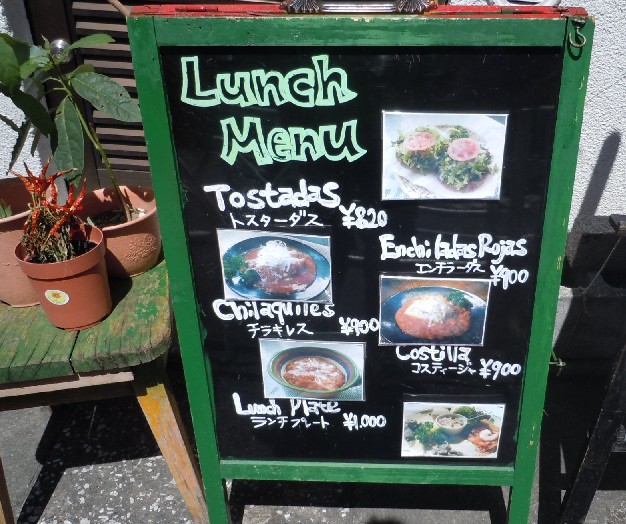 Lunch
Menu
Tostadas
トスターダス ¥820
Enchiladas Rojas
エンチラーダス ¥900
Chilaquiles
チラキレス ¥900
Costilla
コスティージャ ¥900
Lunch Plate
ランチプレート ¥1.000